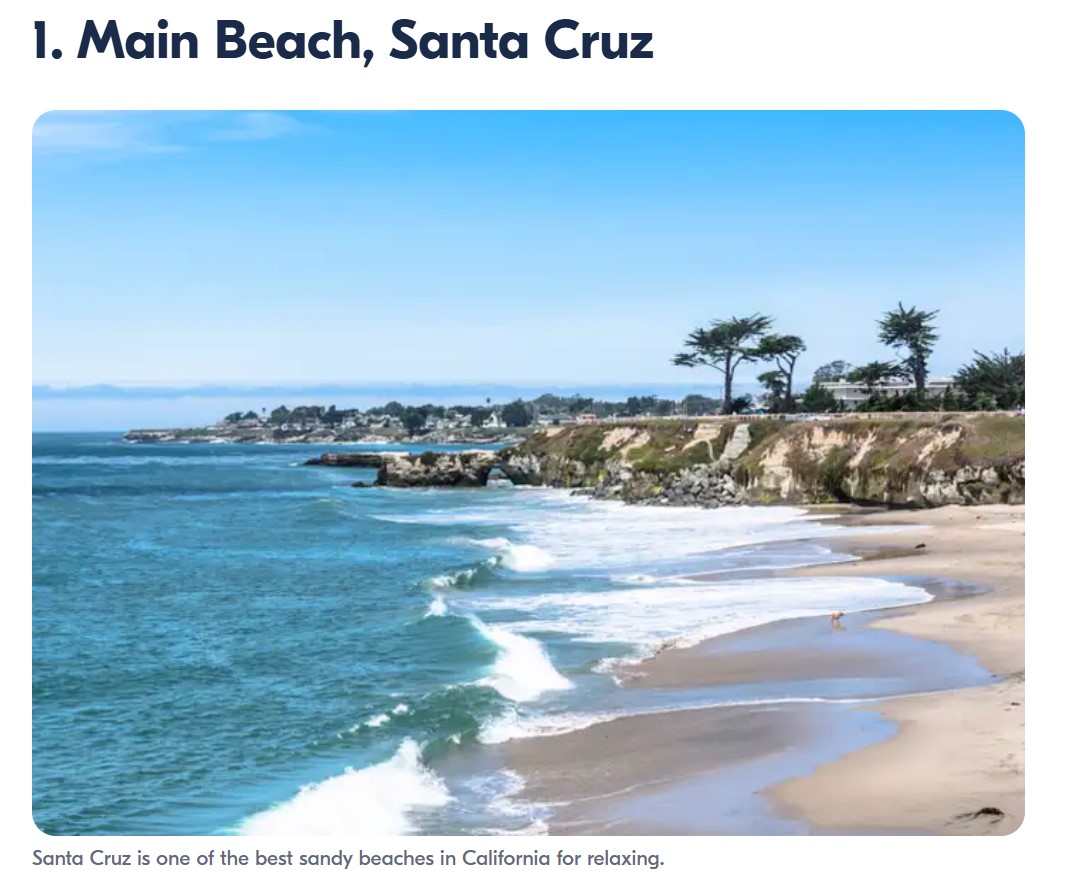 1. Main Beach, Santa Cruz
Santa Cruz is one of the best sandy beaches in California for relaxing.